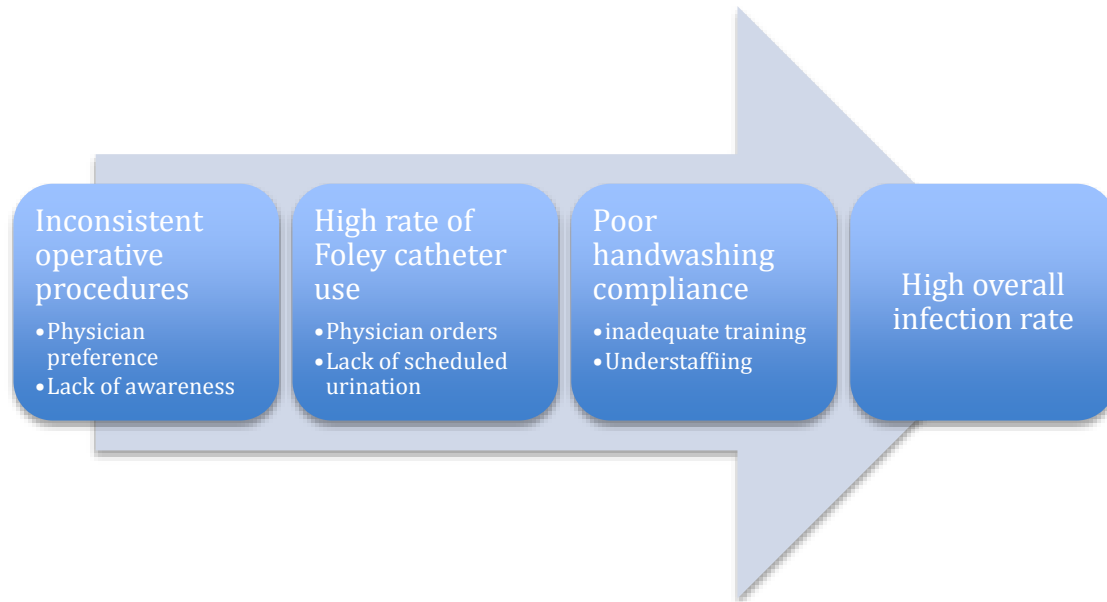 Inconsistent
operative
procedures
•Physician
preference
•Lack of awareness
High rate of
Foley catheter
use
•Physician orders
•Lack of scheduled
urination
Poor
handwashing
compliance
•inadequate training
•Understaffiing
High overall
infection rate